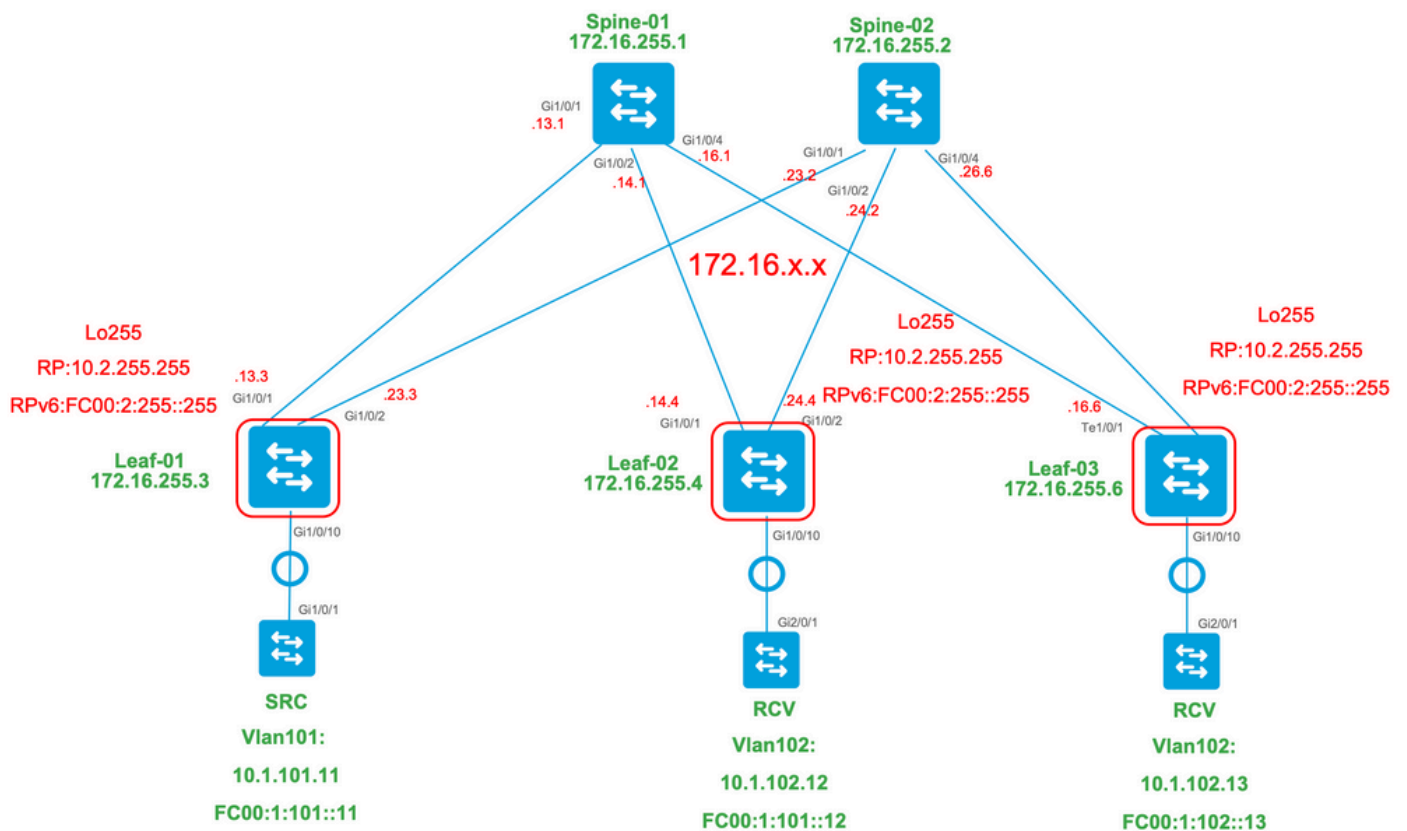 Spine-01
172.16.255.1
Spine-02
172.16.255.2
Gi1/0/1
.13.1
Gi1/0/2
.14.1
Gi1/0/4
.16.1
Gi1/0/1
.23.2
Gi1/0/2
.24.2
Gi1/0/4
.26.6
172.16.x.x
Lo255
RP:10.2.255.255
RPv6:FC00:2:255::255
Lo255
RP:10.2.255.255
RPv6:FC00:2:255::255
Lo255
RP:10.2.255.255
RPv6:FC00:2:255::255
.13.3
Gi1/0/1
.23.3
Gi1/0/2
.14.4
Gi1/0/1
.24.4
Gi1/0/2
.16.6
Te1/0/1
Leaf-01
172.16.255.3
Leaf-02
172.16.255.4
Leaf-03
172.16.255.6
Gi1/0/10
Gi1/0/1
Gi1/0/10
Gi2/0/1
Gi1/0/10
Gi2/0/1
SRC
Vlan101:
10.1.101.11
FC00:1:101::11
RCV
Vlan102:
10.1.102.12
FC00:1:101::12
RCV
Vlan102:
10.1.102.13
FC00:1:102::13